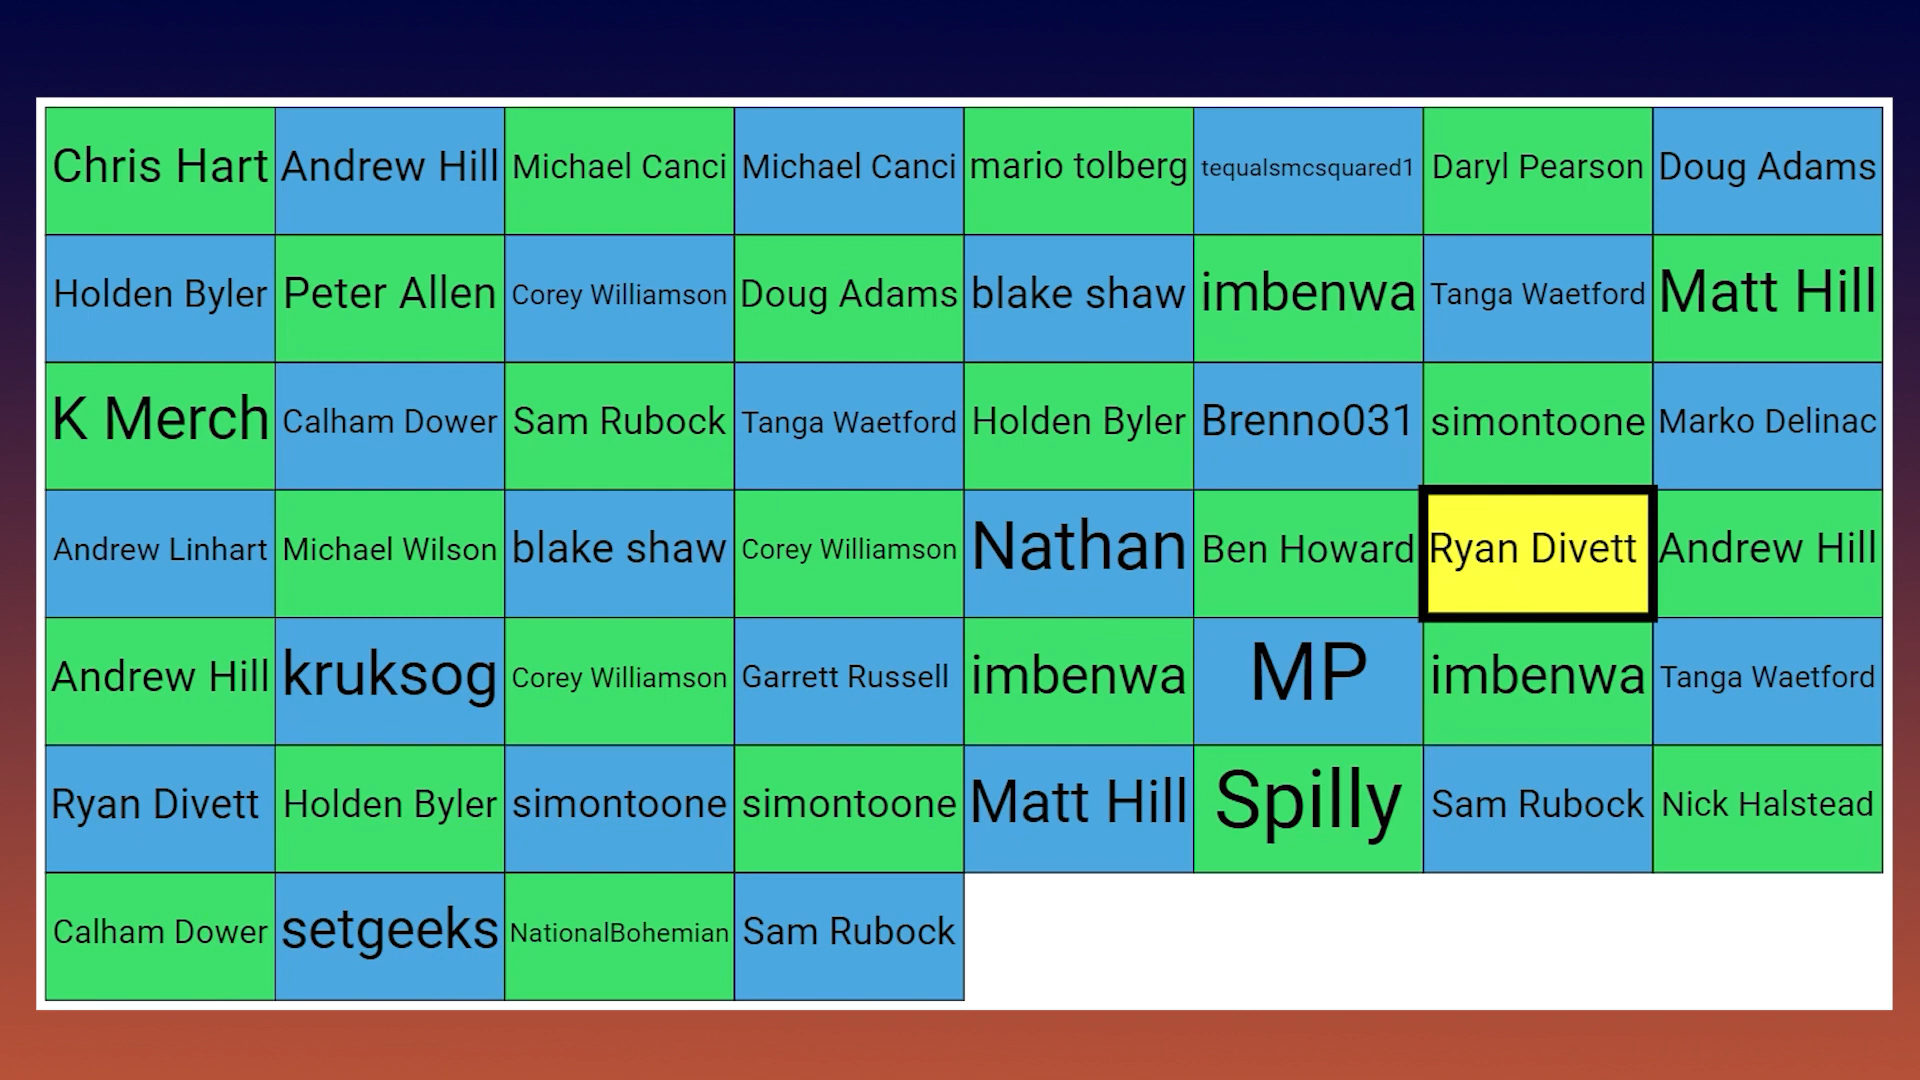 Chris Hart Andrew Hill Michael Canci Michael Canci mario tolberg tequalsmcsquared1 Daryl Pearson Doug Adams
Holden Byler Peter Allen Corey Williamson Doug Adams blake shaw imbenwa Tanga Waetford Matt Hill
K Merch Calham Dower Sam Rubock Tanga Waetford Holden Byler Brenno031 simontoone Marko Delinac
Andrew Linhart Michael Wilson blake shaw Corey Williamson Nathan Ben Howard Ryan Divett Andrew Hill
Andrew Hill kruksog Corey Williamson Garrett Russell imbenwa MP imbenwa Tanga Waetford
Ryan Divett Holden Byler simontoone simontoone Matt Hill Spilly Sam Rubock Nick Halstead
Calham Dower setgeeks NationalBohemian Sam Rubock